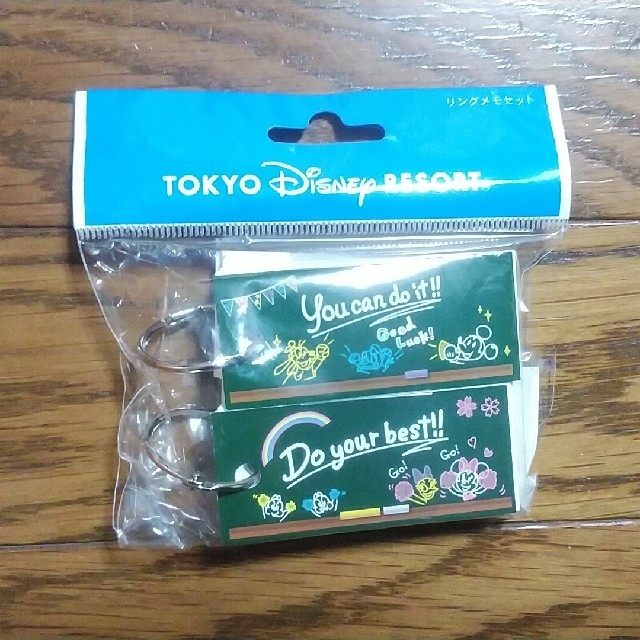 リングメモセット
TOKYO Disney RESORT
You can do it!!
Good
Luck!
Do your best!!
Go!
Go!